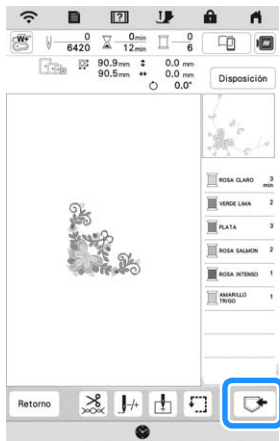 W+
0
6420
0min
12min
0
6
90.9mm
90.5mm
0.0 mm
0.0 mm
0.0°
Disposición
ROSA CLARO 3 min
VERDE LIMA 2
PLATA 3
ROSA SALMON 2
ROSA INTENSO 1
AMARILLO TRIGO 1
Retorno
-/+